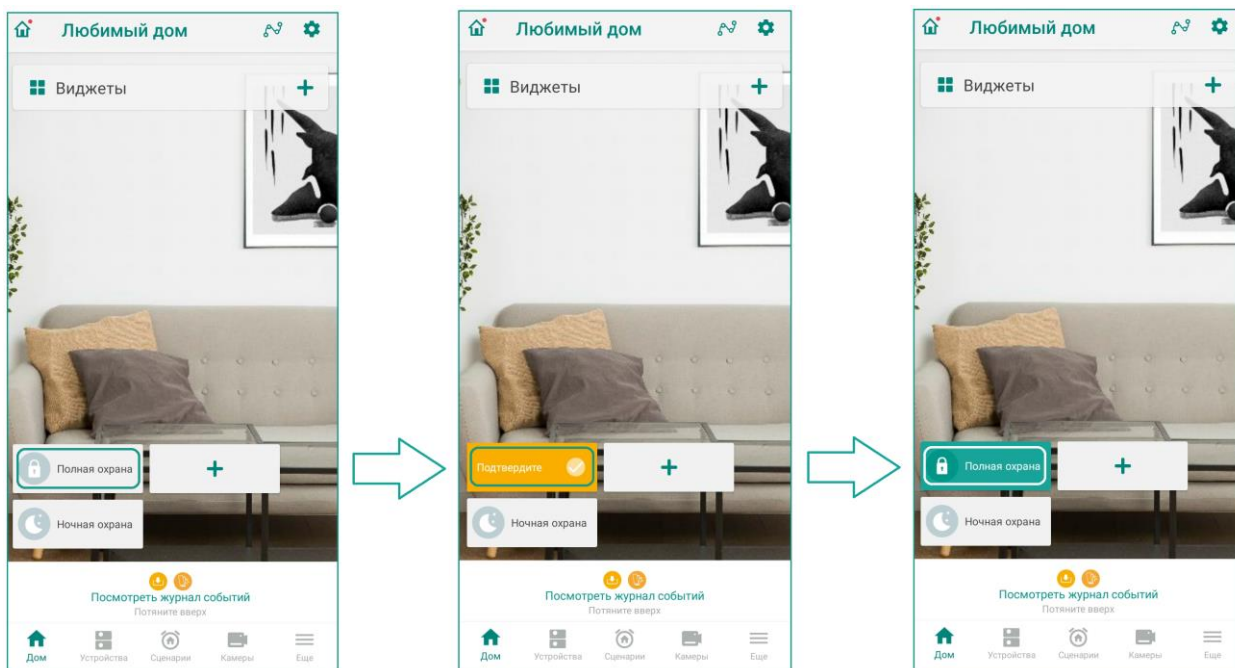 Любимый дом
Виджеты
Полная охрана
Ночная охрана
Посмотреть журнал событий
Потяните вверх
Дом
Устройства
Сценарии
Камеры
Еще
Любимый дом
Виджеты
Подтвердите
Ночная охрана
Посмотреть журнал событий
Потяните вверх
Дом
Устройства
Сценарии
Камеры
Еще
Любимый дом
Виджеты
Полная охрана
Ночная охрана
Посмотреть журнал событий
Потяните вверх
Дом
Устройства
Сценарии
Камеры
Еще